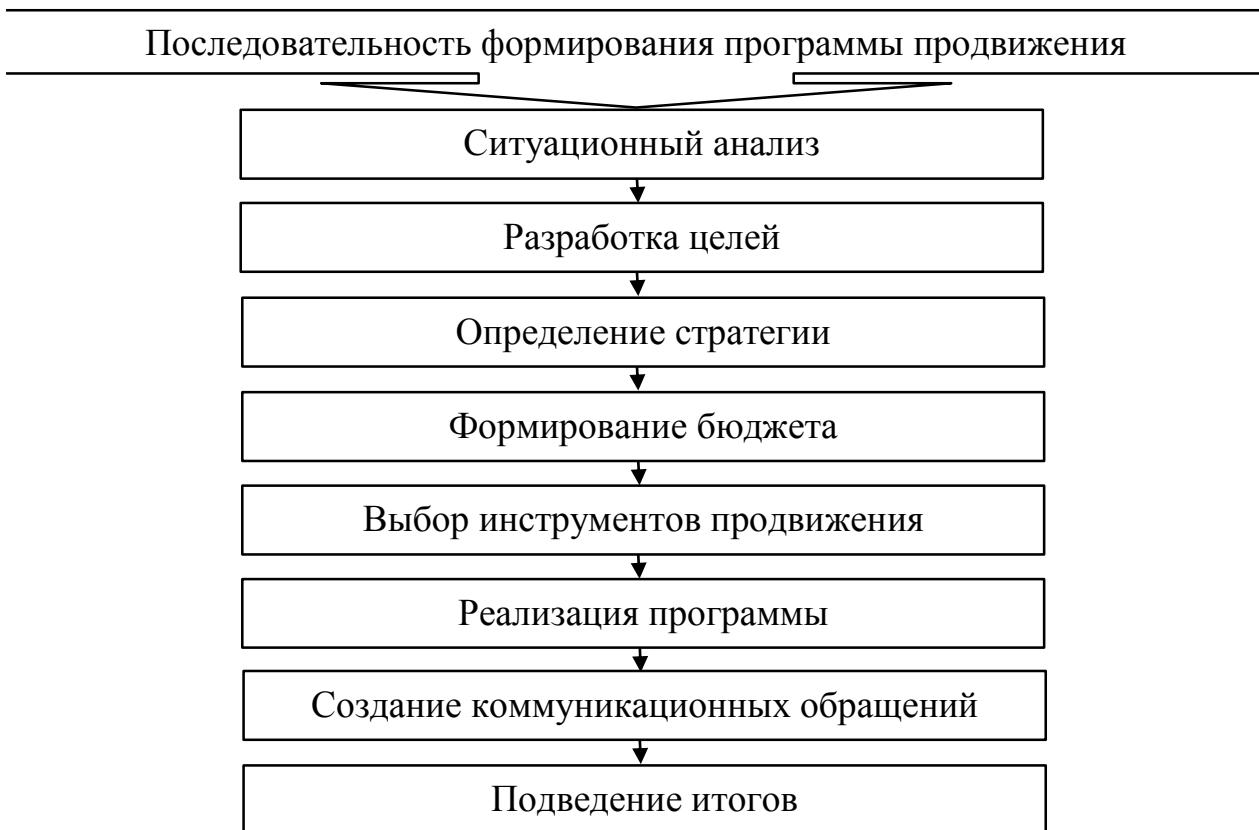 Последовательность формирования программы продвижения
Ситуационный анализ
Разработка целей
Определение стратегии
Формирование бюджета
Выбор инструментов продвижения
Реализация программы
Создание коммуникационных обращений
Подведение итогов